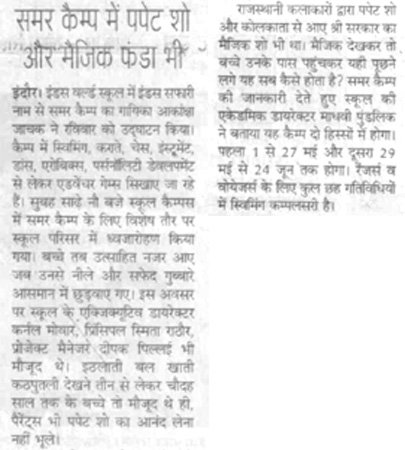 समर कैम्प में पपेट शो
और मैजिक फंडा भी
इंदौर। इंडस वर्ल्ड स्कूल में इंडस सफारी
नाम से समर कैम्प का गायिका आकांक्षा
जाचक ने रविवार को उद्घाटन किया।
कैम्प में स्विमिंग, कराते, चेस, इंस्ट्रूमेंट,
डांस, एरोबिक्स, पर्सनॉलिटी डेवलपमेंट
से लेकर एडवेंचर गेम्स सिखाए जा रहे
हैं। सुबह साढ़े नौ बजे स्कूल कैम्पस
में समर कैम्प के लिए विशेष तौर पर
स्कूल परिसर में ध्वजारोहण किया
गया। बच्चे तब उत्साहित नजर आए
जब उनसे नीले और सफेद गुब्बारे
आसमान में छुड़वाए गए। इस अवसर
पर स्कूल के एक्जिक्यूटिव डायरेक्टर
कर्नल मोवारे, प्रिंसिपल स्मिता राठौर,
प्रोजेक्ट मैनेजर दीपक पिल्लई भी
मौजूद थे। इठलाती बल खाती
कठपुतली देखने तीन से लेकर चौदह
साल तक के बच्चे तो मौजूद थे ही,
पैरेंट्स भी पपेट शो का आनंद लेना
नहीं भूले।
राजस्थानी कलाकारों द्वारा पपेट शो
और कोलकाता से आए श्री सरकार का
मैजिक शो भी था। मैजिक देखकर तो
बच्चे उनके पास पहुंचकर यही पूछने
लगे यह सब कैसे होता है? समर कैम्प
की जानकारी देते हुए स्कूल की
एकेडमिक डायरेक्टर माधवी पुंडलिक
ने बताया यह कैम्प दो हिस्सों में होगा।
पहला 1 से 27 मई और दूसरा 29
मई से 24 जून तक होगा। रेंजर्स व
वोयेजर्स के लिए कुल छह गतिविधियों
में स्विमिंग कम्पलसरी है।